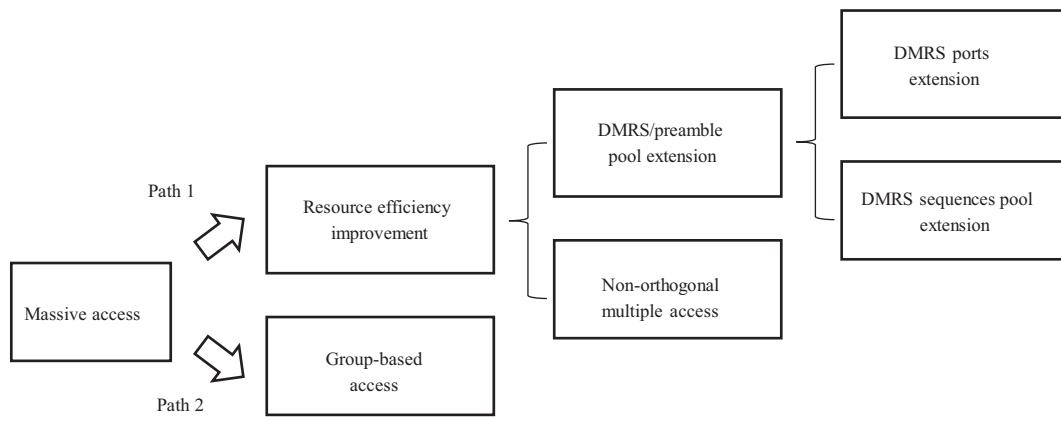 Massive access
Path 1
Path 2
Resource efficiency
improvement
Group-based
access
DMRS/preamble
pool extension
Non-orthogonal
multiple access
DMRS ports
extension
DMRS sequences pool
extension